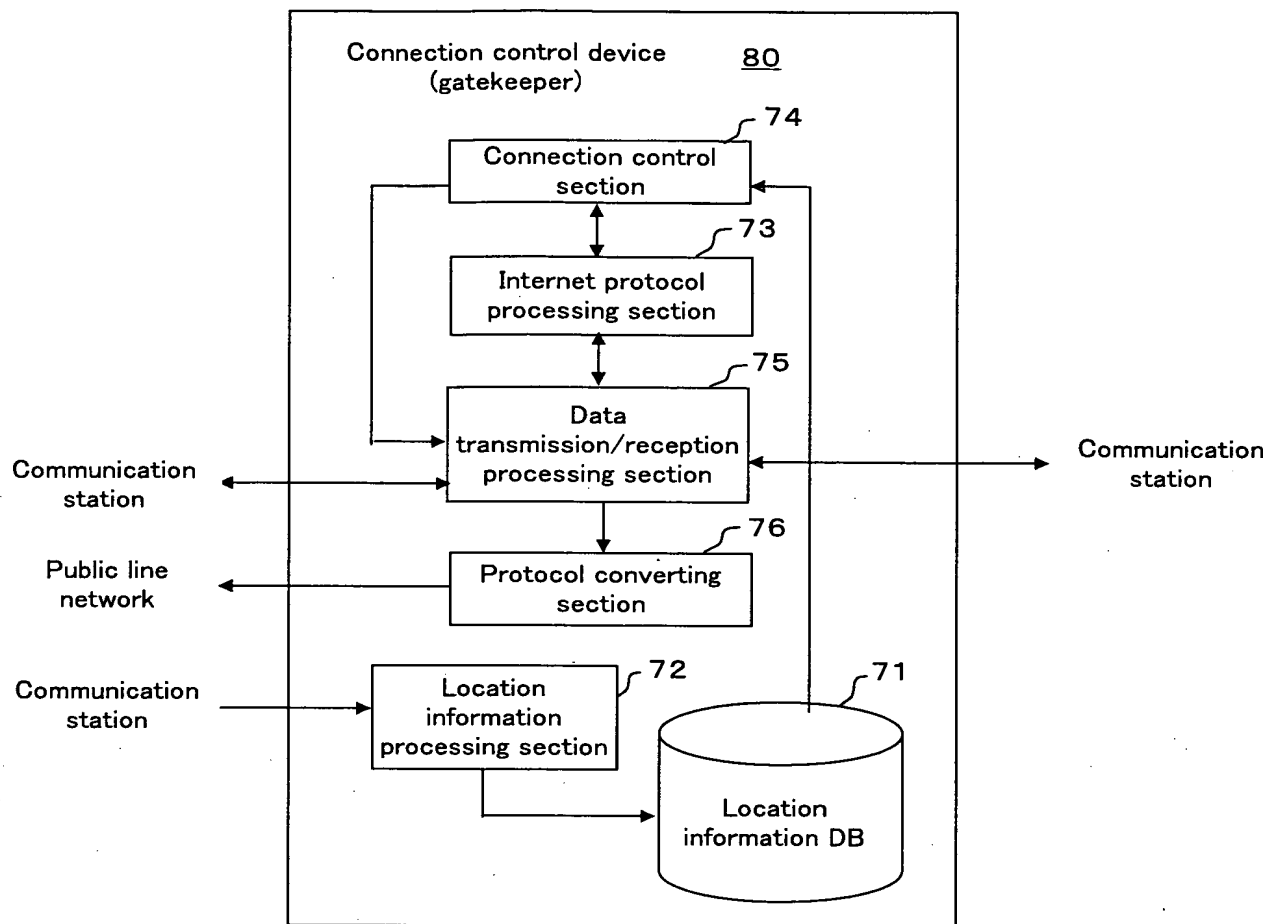 Connection control device 80
(gatekeeper)
74
Connection control
section
73
Internet protocol
processing section
75
Data
transmission/reception
processing section
Communication
station
Communication
station
76
Public line
network
Protocol converting
section
Communication
station
72
Location
information
processing section
71
Location
information DB